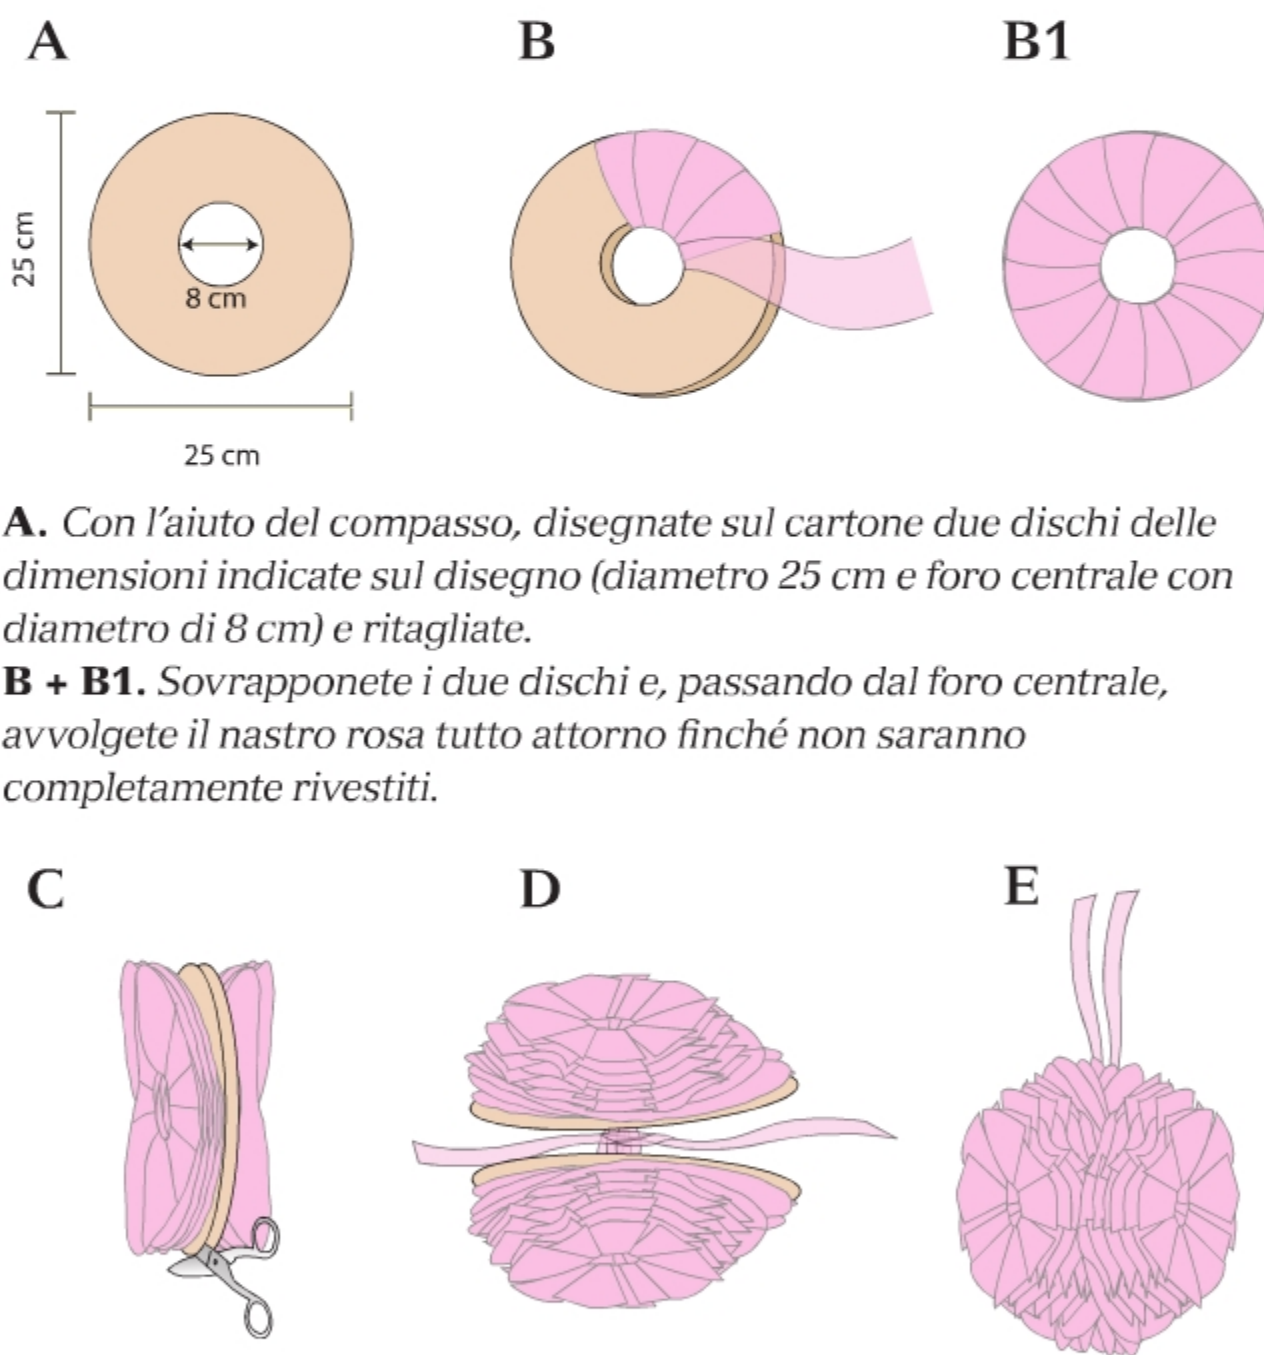 A
B
B1
25 cm
8 cm
25 cm
A. Con l'aiuto del compasso, disegnate sul cartone due dischi delle
dimensioni indicate sul disegno (diametro 25 cm e foro centrale con
diametro di 8 cm) e ritagliate.
B + B1. Sovrapponete i due dischi e, passando dal foro centrale,
avvolgete il nastro rosa tutto attorno finché non saranno
completamente rivestiti.
C
D
E